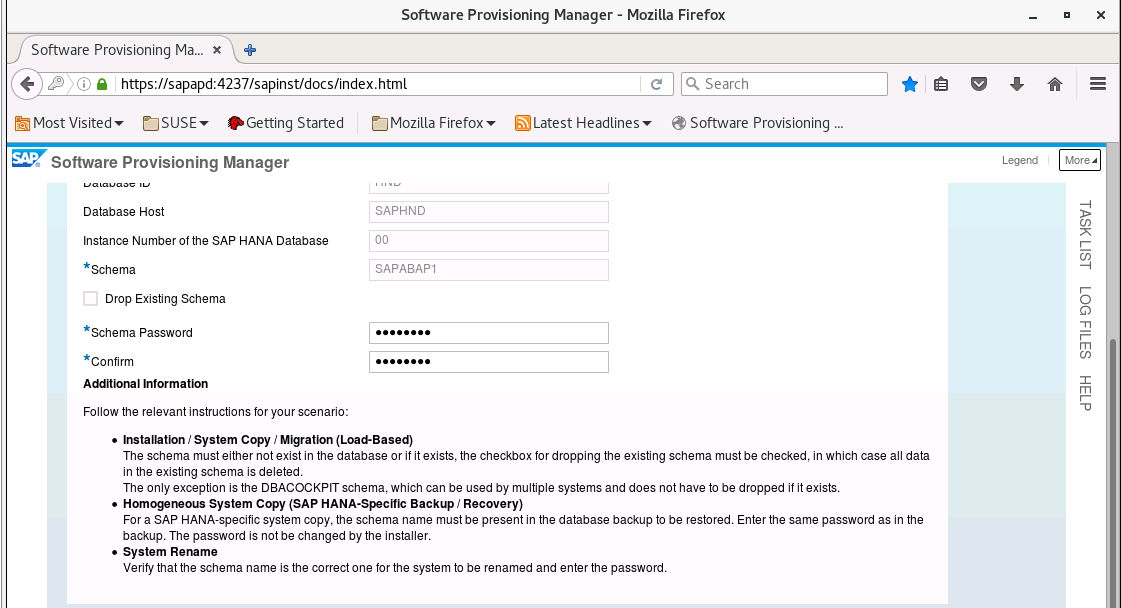 Software Provisioning Manager - Mozilla Firefox
Software Provisioning Ma...
https://sapapd:4237/sapinst/docs/index.html
Search
Most Visited
SUSE
Getting Started
Mozilla Firefox
Latest Headlines
Software Provisioning ...
SAP Software Provisioning Manager
Legend
More
Database ID
HND
Database Host
SAPHND
Instance Number of the SAP HANA Database
00
*Schema
SAPABAP1
Drop Existing Schema
*Schema Password
••••••••
*Confirm
••••••••
Additional Information
Follow the relevant instructions for your scenario:
• Installation / System Copy / Migration (Load-Based)
The schema must either not exist in the database or if it exists, the checkbox for dropping the existing schema must be checked, in which case all data
in the existing schema is deleted.
The only exception is the DBACOCKPIT schema, which can be used by multiple systems and does not have to be dropped if it exists.
• Homogeneous System Copy (SAP HANA-Specific Backup / Recovery)
For a SAP HANA-specific system copy, the schema name must be present in the database backup to be restored. Enter the same password as in the
backup. The password is not be changed by the installer.
• System Rename
Verify that the schema name is the correct one for the system to be renamed and enter the password.
TASK LIST
LOG FILES
HELP